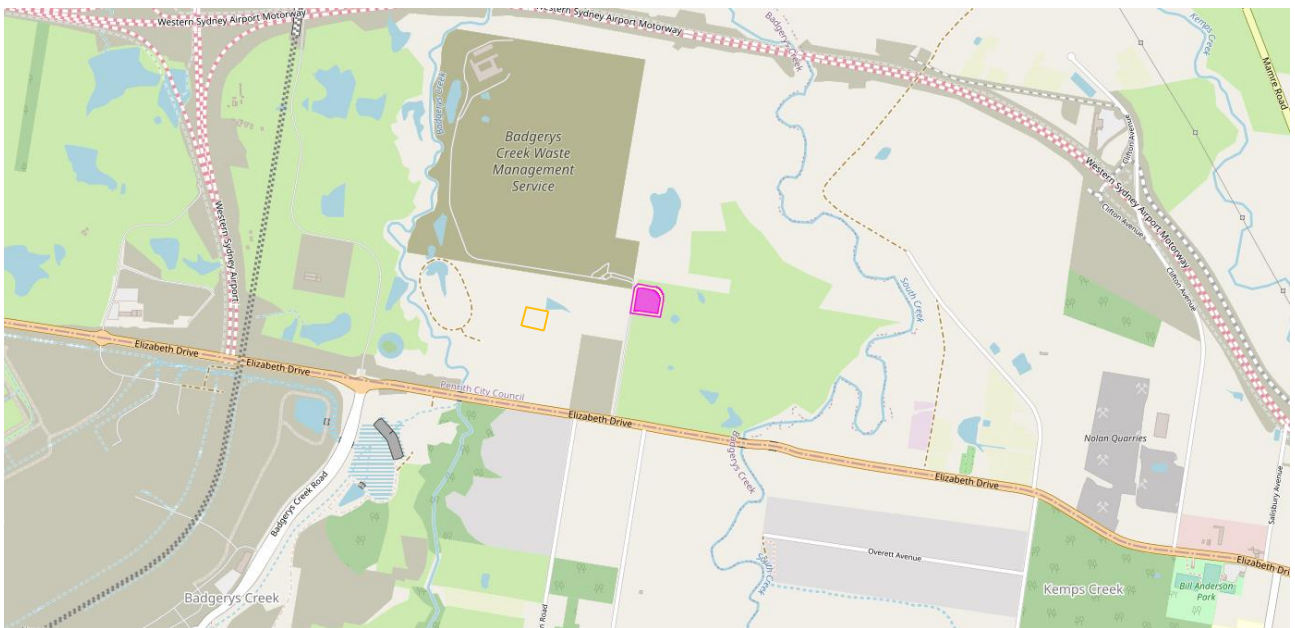 Western Sydney Airport Motorway
Western Sydney Airport Motorway
Badgerys Creek
Kemps Creek
Mamre Road
Badgerys Creek
Badgerys
Creek Waste
Management
Service
Clifton Avenue
Western Sydney Airport Motorway
Clifton Avenue
Clifton Avenue
Western Sydney Airport
South Creek
Elizabeth Drive
Elizabeth Drive
Penrith City Council
Elizabeth Drive
Badgerys Creek
Nolan Quarries
Elizabeth Drive
Badgerys Creek Road
Salisbury Avenue
Overett Avenue
Elizabeth Dri
South Creek
Badgerys Creek
Kemps Creek
Bill Anderson
Park
n Road